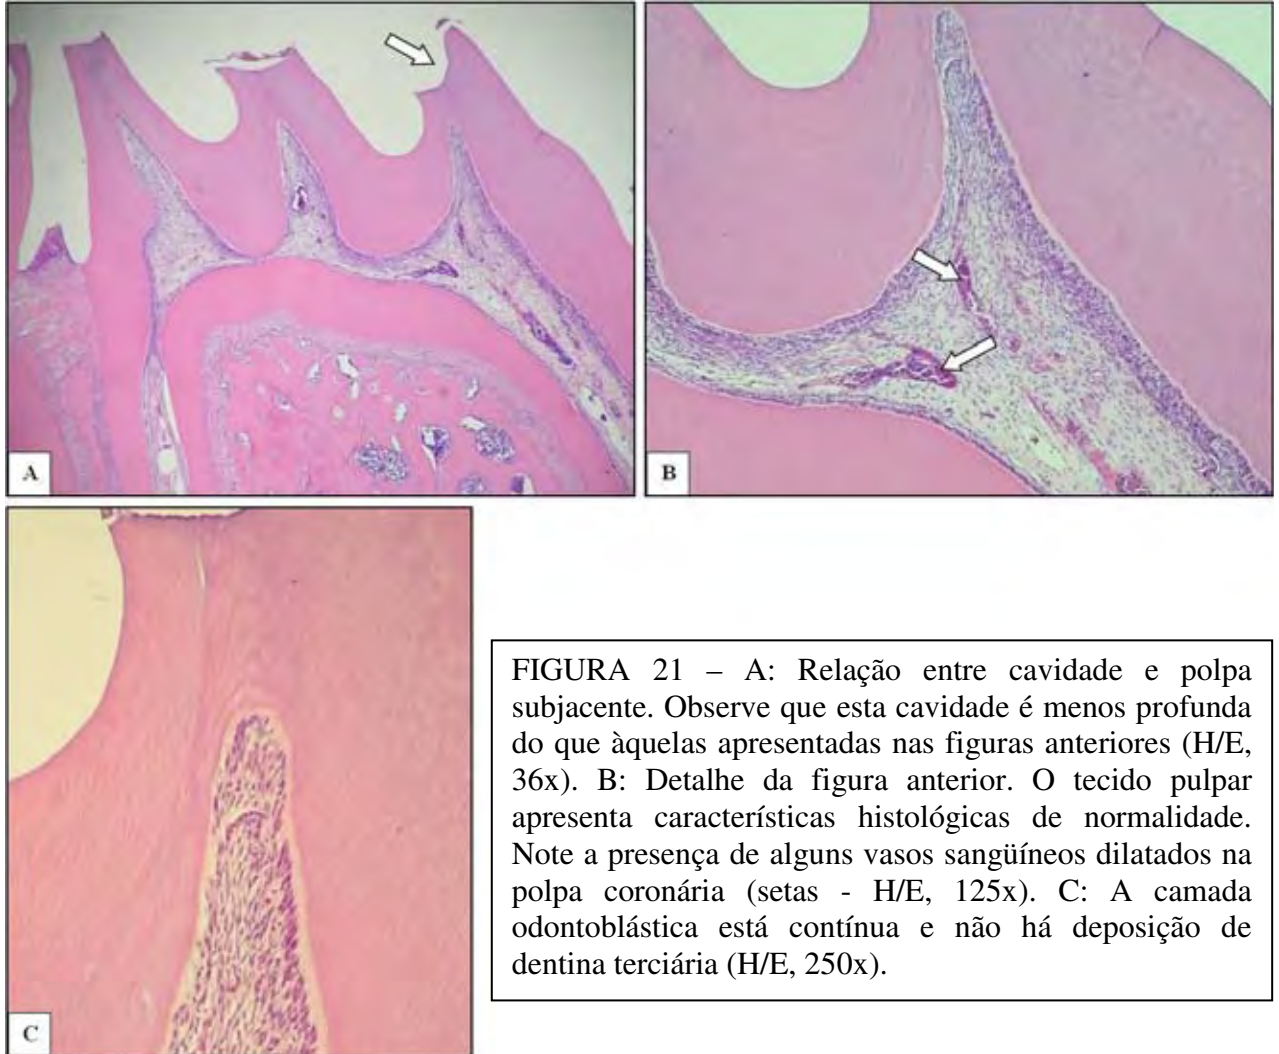 A
B
C
FIGURA 21 – A: Relação entre cavidade e polpa
subjacente. Observe que esta cavidade é menos profunda
do que àquelas apresentadas nas figuras anteriores (H/E,
36x). B: Detalhe da figura anterior. O tecido pulpar
apresenta características histológicas de normalidade.
Note a presença de alguns vasos sangüíneos dilatados na
polpa coronária (setas - H/E, 125x). C: A camada
odontoblástica está contínua e não há deposição de
dentina terciária (H/E, 250x).